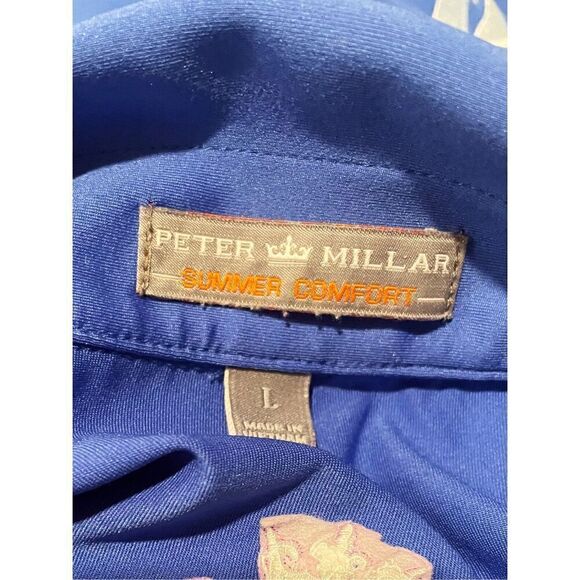 PETER MILLAR
SUMMER COMFORT
L
MADE IN
VIETNAM